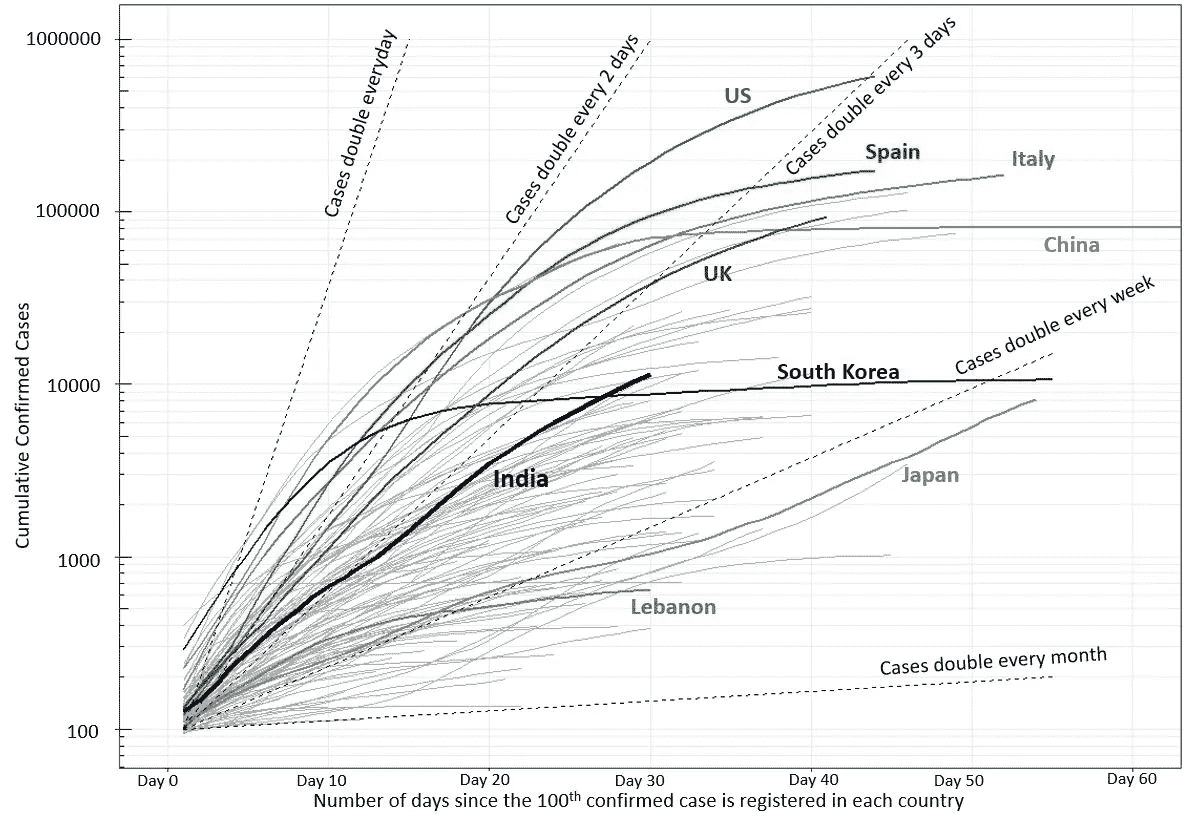 1000000
100000
10000
1000
100
Cumulative Confirmed Cases
Cases double everyday
Cases double every 2 days
Cases double every 3 days
US
Spain
Italy
China
UK
Cases double every week
South Korea
India
Japan
Lebanon
Cases double every month
Day 0
Day 10
Day 20
Day 30
Day 40
Day 50
Day 60
Number of days since the 100th confirmed case is registered in each country